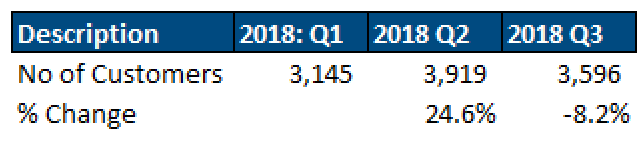 Description 2018: Q1 2018 Q2 2018 Q3
No of Customers 3,145 3,919 3,596
% Change 24.6% -8.2%